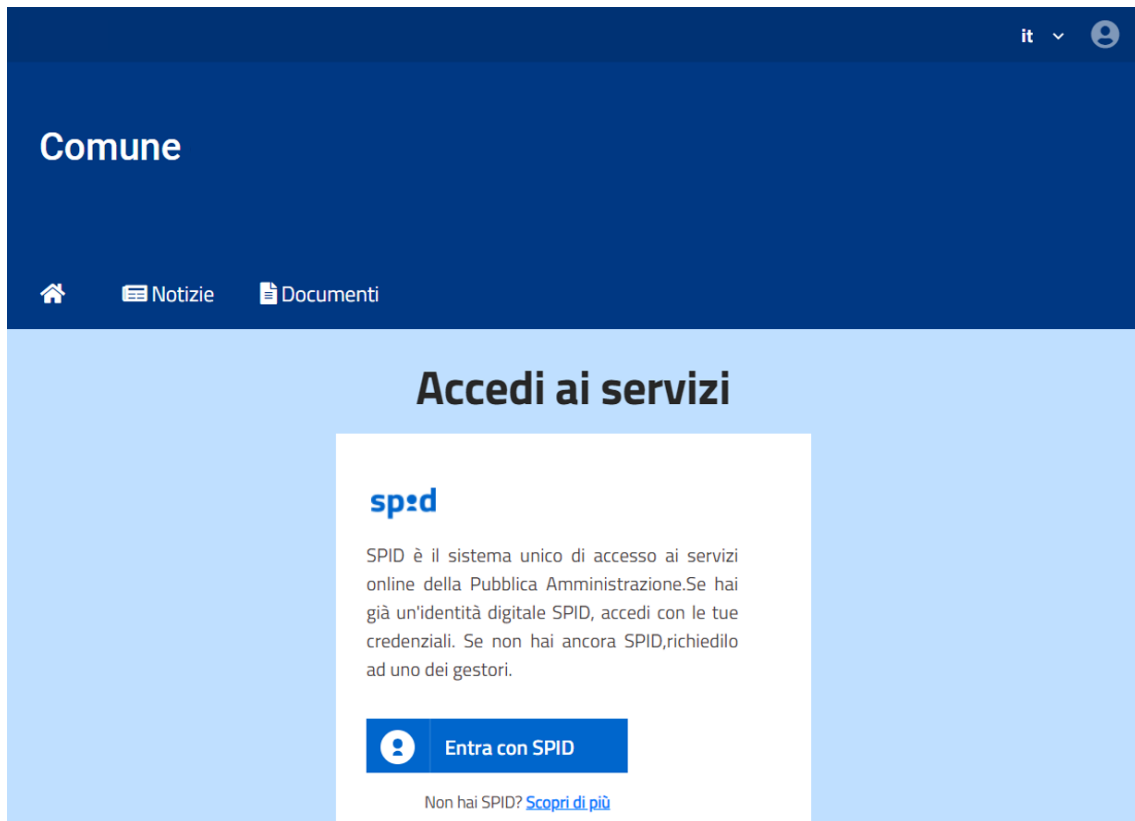 it
Comune
Notizie Documenti
Accedi ai servizi
spid
SPID è il sistema unico di accesso ai servizi
online della Pubblica Amministrazione.Se hai
già un'identità digitale SPID, accedi con le tue
credenziali. Se non hai ancora SPID,richiedilo
ad uno dei gestori.
Entra con SPID
Non hai SPID? Scopri di più